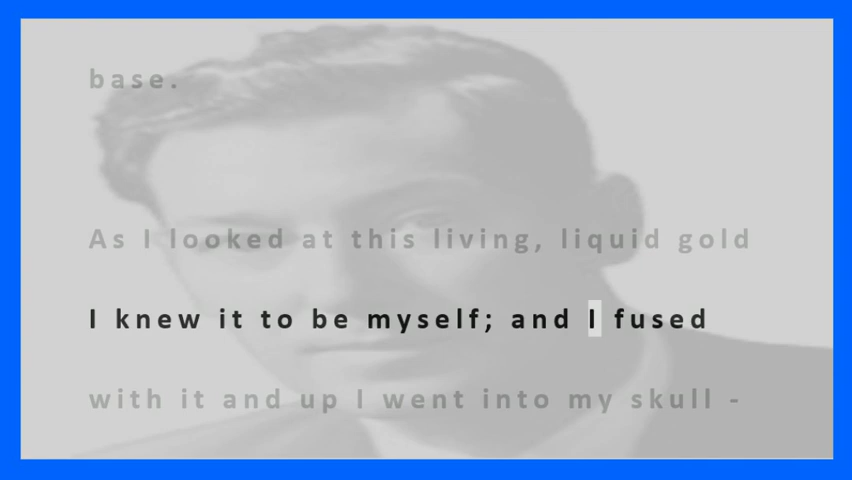 base.
As I looked at this living, liquid gold
I knew it to be myself; and I fused
with it and up I went into my skull -